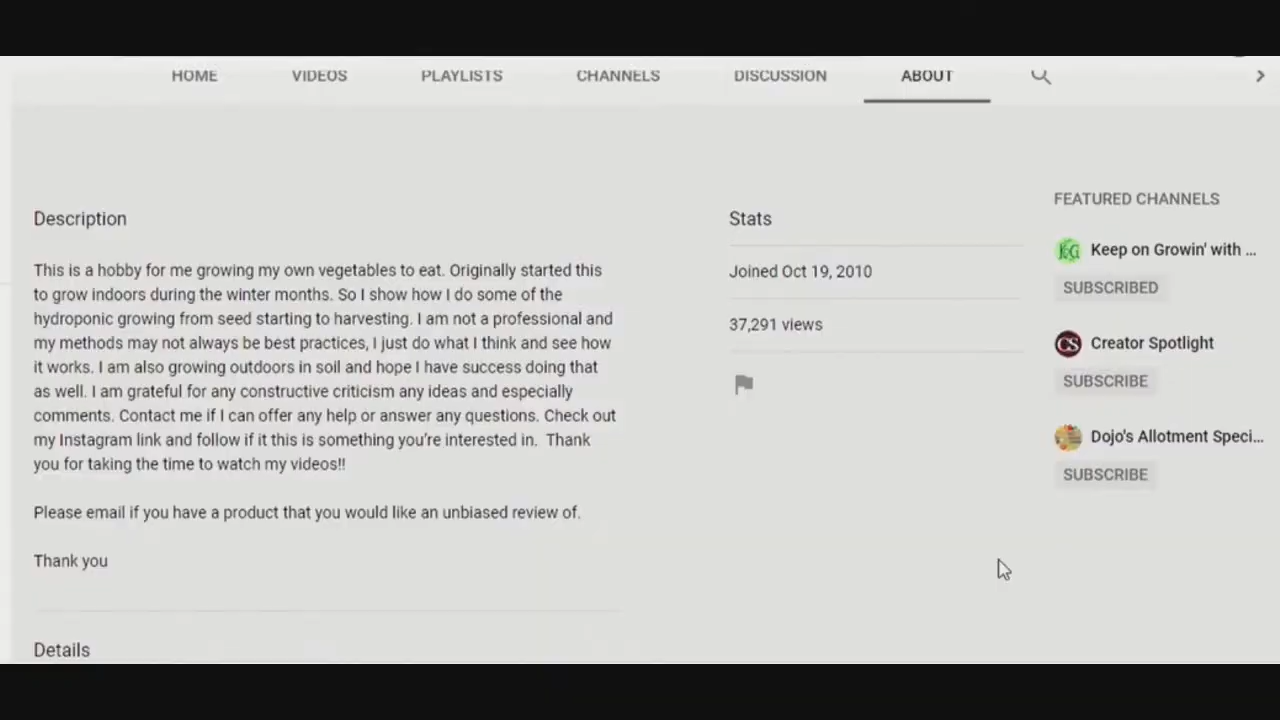 HOME VIDEOS PLAYLISTS CHANNELS DISCUSSION ABOUT
Description
This is a hobby for me growing my own vegetables to eat. Originally started this
to grow indoors during the winter months. So I show how I do some of the
hydroponic growing from seed starting to harvesting. I am not a professional and
my methods may not always be best practices, I just do what I think and see how
it works. I am also growing outdoors in soil and hope I have success doing that
as well. I am grateful for any constructive criticism any ideas and especially
comments. Contact me if I can offer any help or answer any questions. Check out
my Instagram link and follow if it this is something you're interested in.  Thank
you for taking the time to watch my videos!!
Please email if you have a product that you would like an unbiased review of.
Thank you
Details
Stats
Joined Oct 19, 2010
37,291 views
FEATURED CHANNELS
KG
Keep on Growin' with ...
SUBSCRIBED
CS
Creator Spotlight
SUBSCRIBE
Dojo's Allotment Speci...
SUBSCRIBE